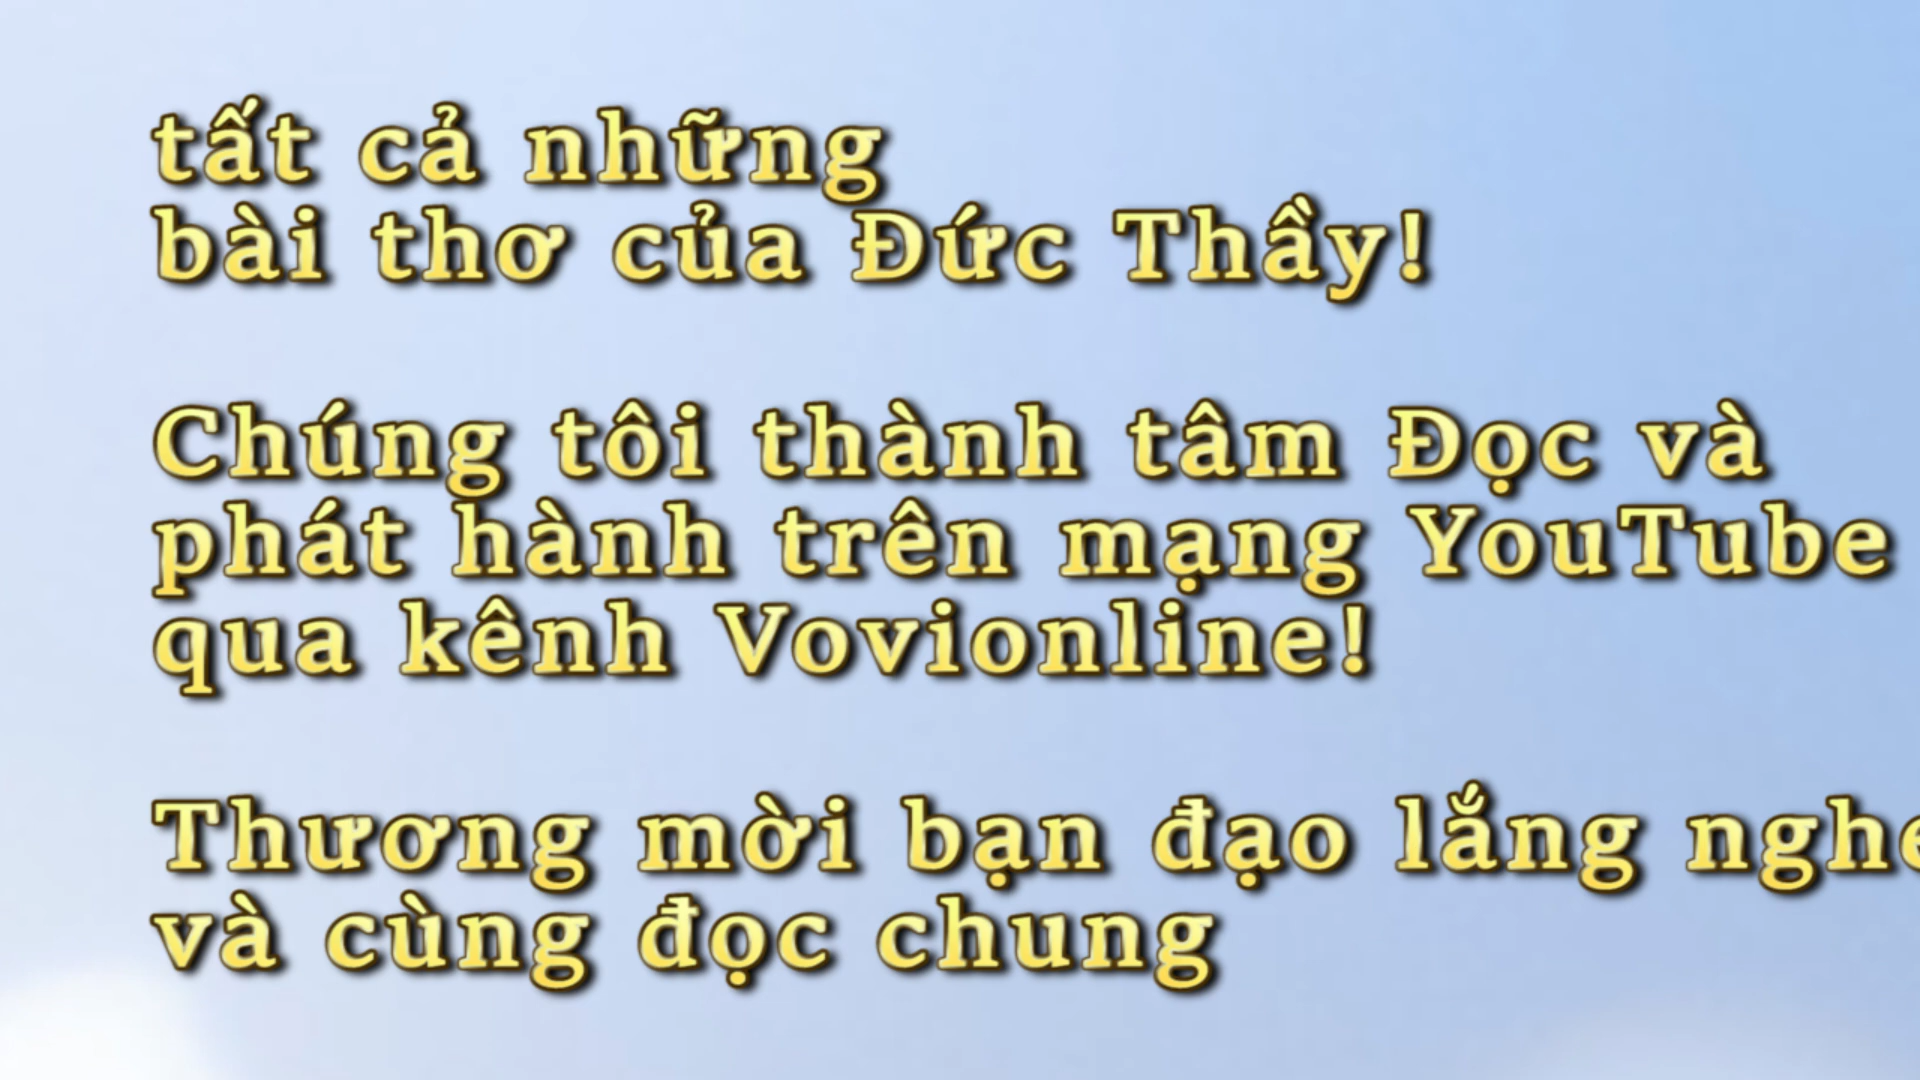 tất cả những
bài thơ của Đức Thầy!
Chúng tôi thành tâm Đọc và
phát hành trên mạng YouTube
qua kênh Vovionline!
Thương mời bạn đạo lắng nghe
và cùng đọc chung